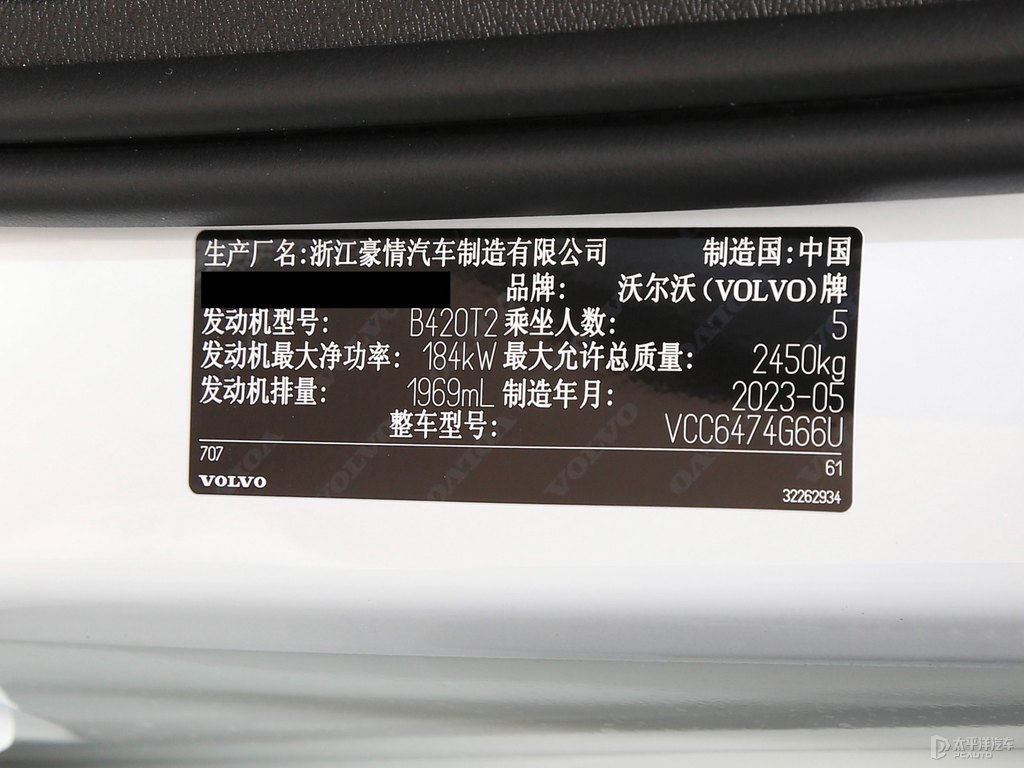 生产厂名:浙江豪情汽车制造有限公司 制造国:中国
品牌: 沃尔沃(VOLVO)牌
发动机型号: B420T2 乘坐人数: 5
发动机最大净功率: 184kW 最大允许总质量: 2450kg
发动机排量: 1969mL 制造年月: 2023-05
整车型号: VCC6474G66U
707 61
VOLVO 32262934
太平洋汽车
PCAUTO